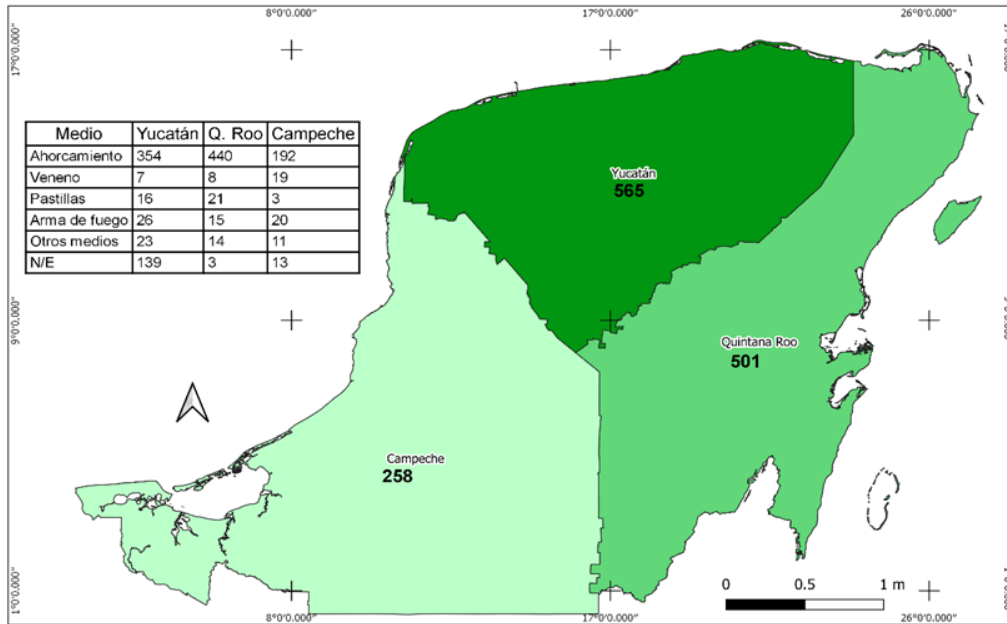 8°0′0.000″ 17°0′0.000″ 26°0′0.000″
17°0′0.000″
Medio Yucatán Q. Roo Campeche
Ahorcamiento 354 440 192
Veneno 7 8 19
Pastillas 16 21 3
Arma de fuego 26 15 20
Otros medios 23 14 11
N/E 139 3 13
Yucatán
565
9°0′0.000″
Quintana Roo
501
Campeche
258
0 0.5 1 m
1°0′0.000″
8°0′0.000″ 17°0′0.000″ 26°0′0.000″